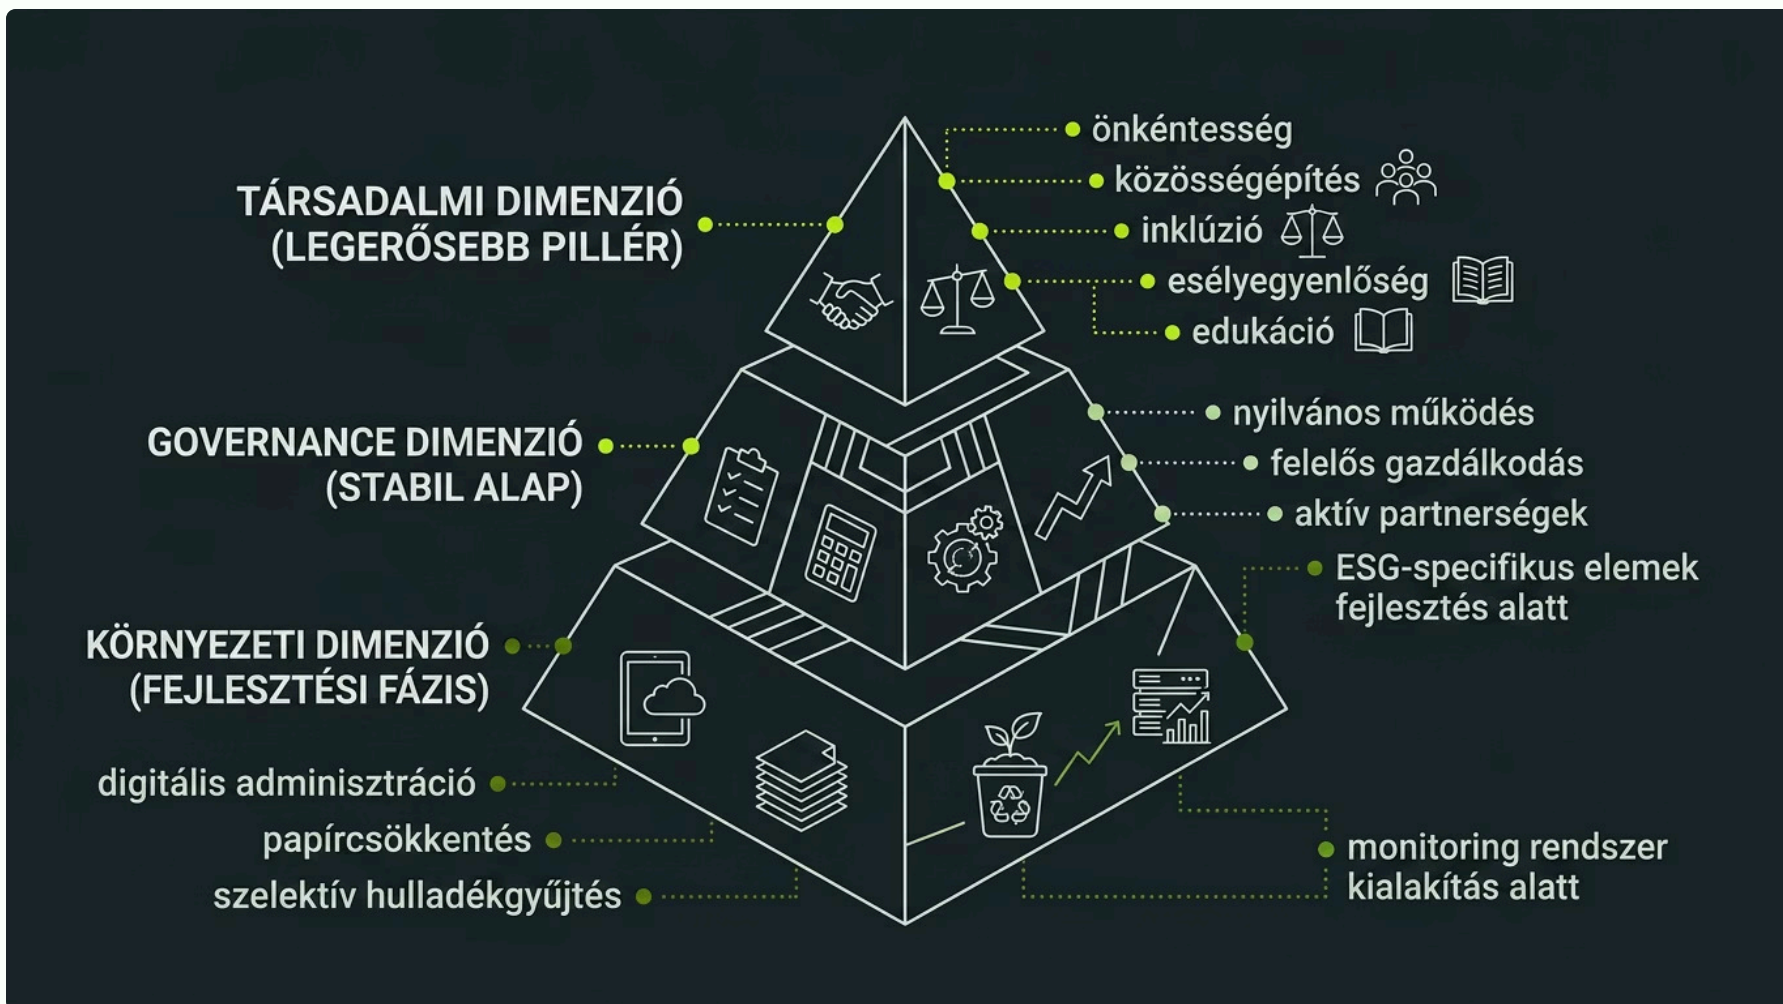 TÁRSADALMI DIMENZIÓ
(LEGERŐSEBB PILLÉR)
önkéntesség
közösségépítés
inklúzió
esélyegyenlőség
edukáció
GOVERNANCE DIMENZIÓ
(STABIL ALAP)
nyilvános működés
felelős gazdálkodás
aktív partnerségek
ESG-specifikus elemek
fejlesztés alatt
KÖRNYEZETI DIMENZIÓ
(FEJLESZTÉSI FÁZIS)
digitális adminisztráció
papírcsökkentés
szelektív hulladékgyűjtés
monitoring rendszer
kialakítás alatt